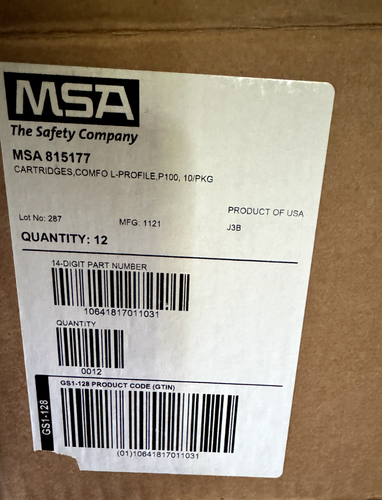 MSA
The Safety Company
MSA 815177
CARTRIDGES,COMFO L-PROFILE,P100, 10/PKG
PRODUCT OF USA
Lot No: 287 MFG: 1121 J3B
QUANTITY: 12
14-DIGIT PART NUMBER
10641817011031
QUANTITY
0012
GS1-128 PRODUCT CODE (GTIN)
GS1-128
(01)10641817011031